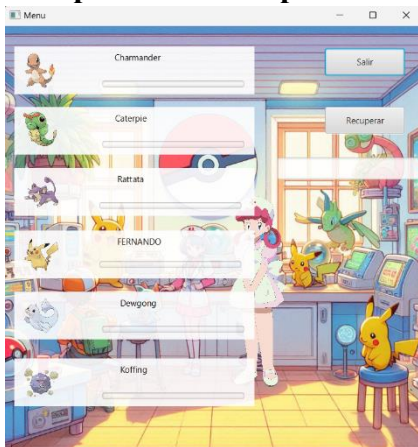 Menu
Charmander
Salir
Caterpie
Recuperar
Rattata
FERNANDO
Dewgong
Koffing